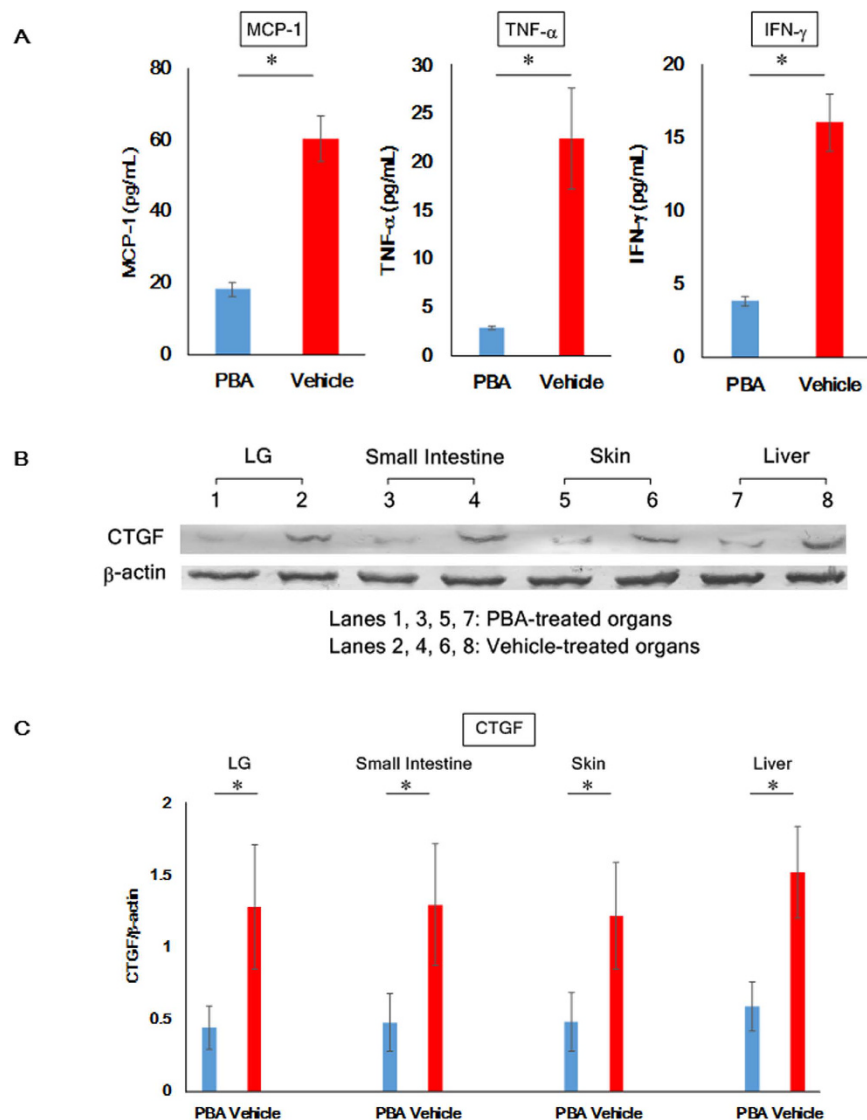 A
MCP-1
TNF-α
IFN-γ
*
*
*
MCP-1 (pg/mL)
80
60
40
20
0
PBA Vehicle
TNF-α (pg/mL)
30
25
20
15
10
5
0
PBA Vehicle
IFN-γ (pg/mL)
20
15
10
5
0
PBA Vehicle
B
LG Small Intestine Skin Liver
1 2 3 4 5 6 7 8
CTGF
β-actin
Lanes 1, 3, 5, 7: PBA-treated organs
Lanes 2, 4, 6, 8: Vehicle-treated organs
C
CTGF
LG Small Intestine Skin Liver
* * * *
CTGF/β-actin
2
1.5
1
0.5
0
PBA Vehicle PBA Vehicle PBA Vehicle PBA Vehicle